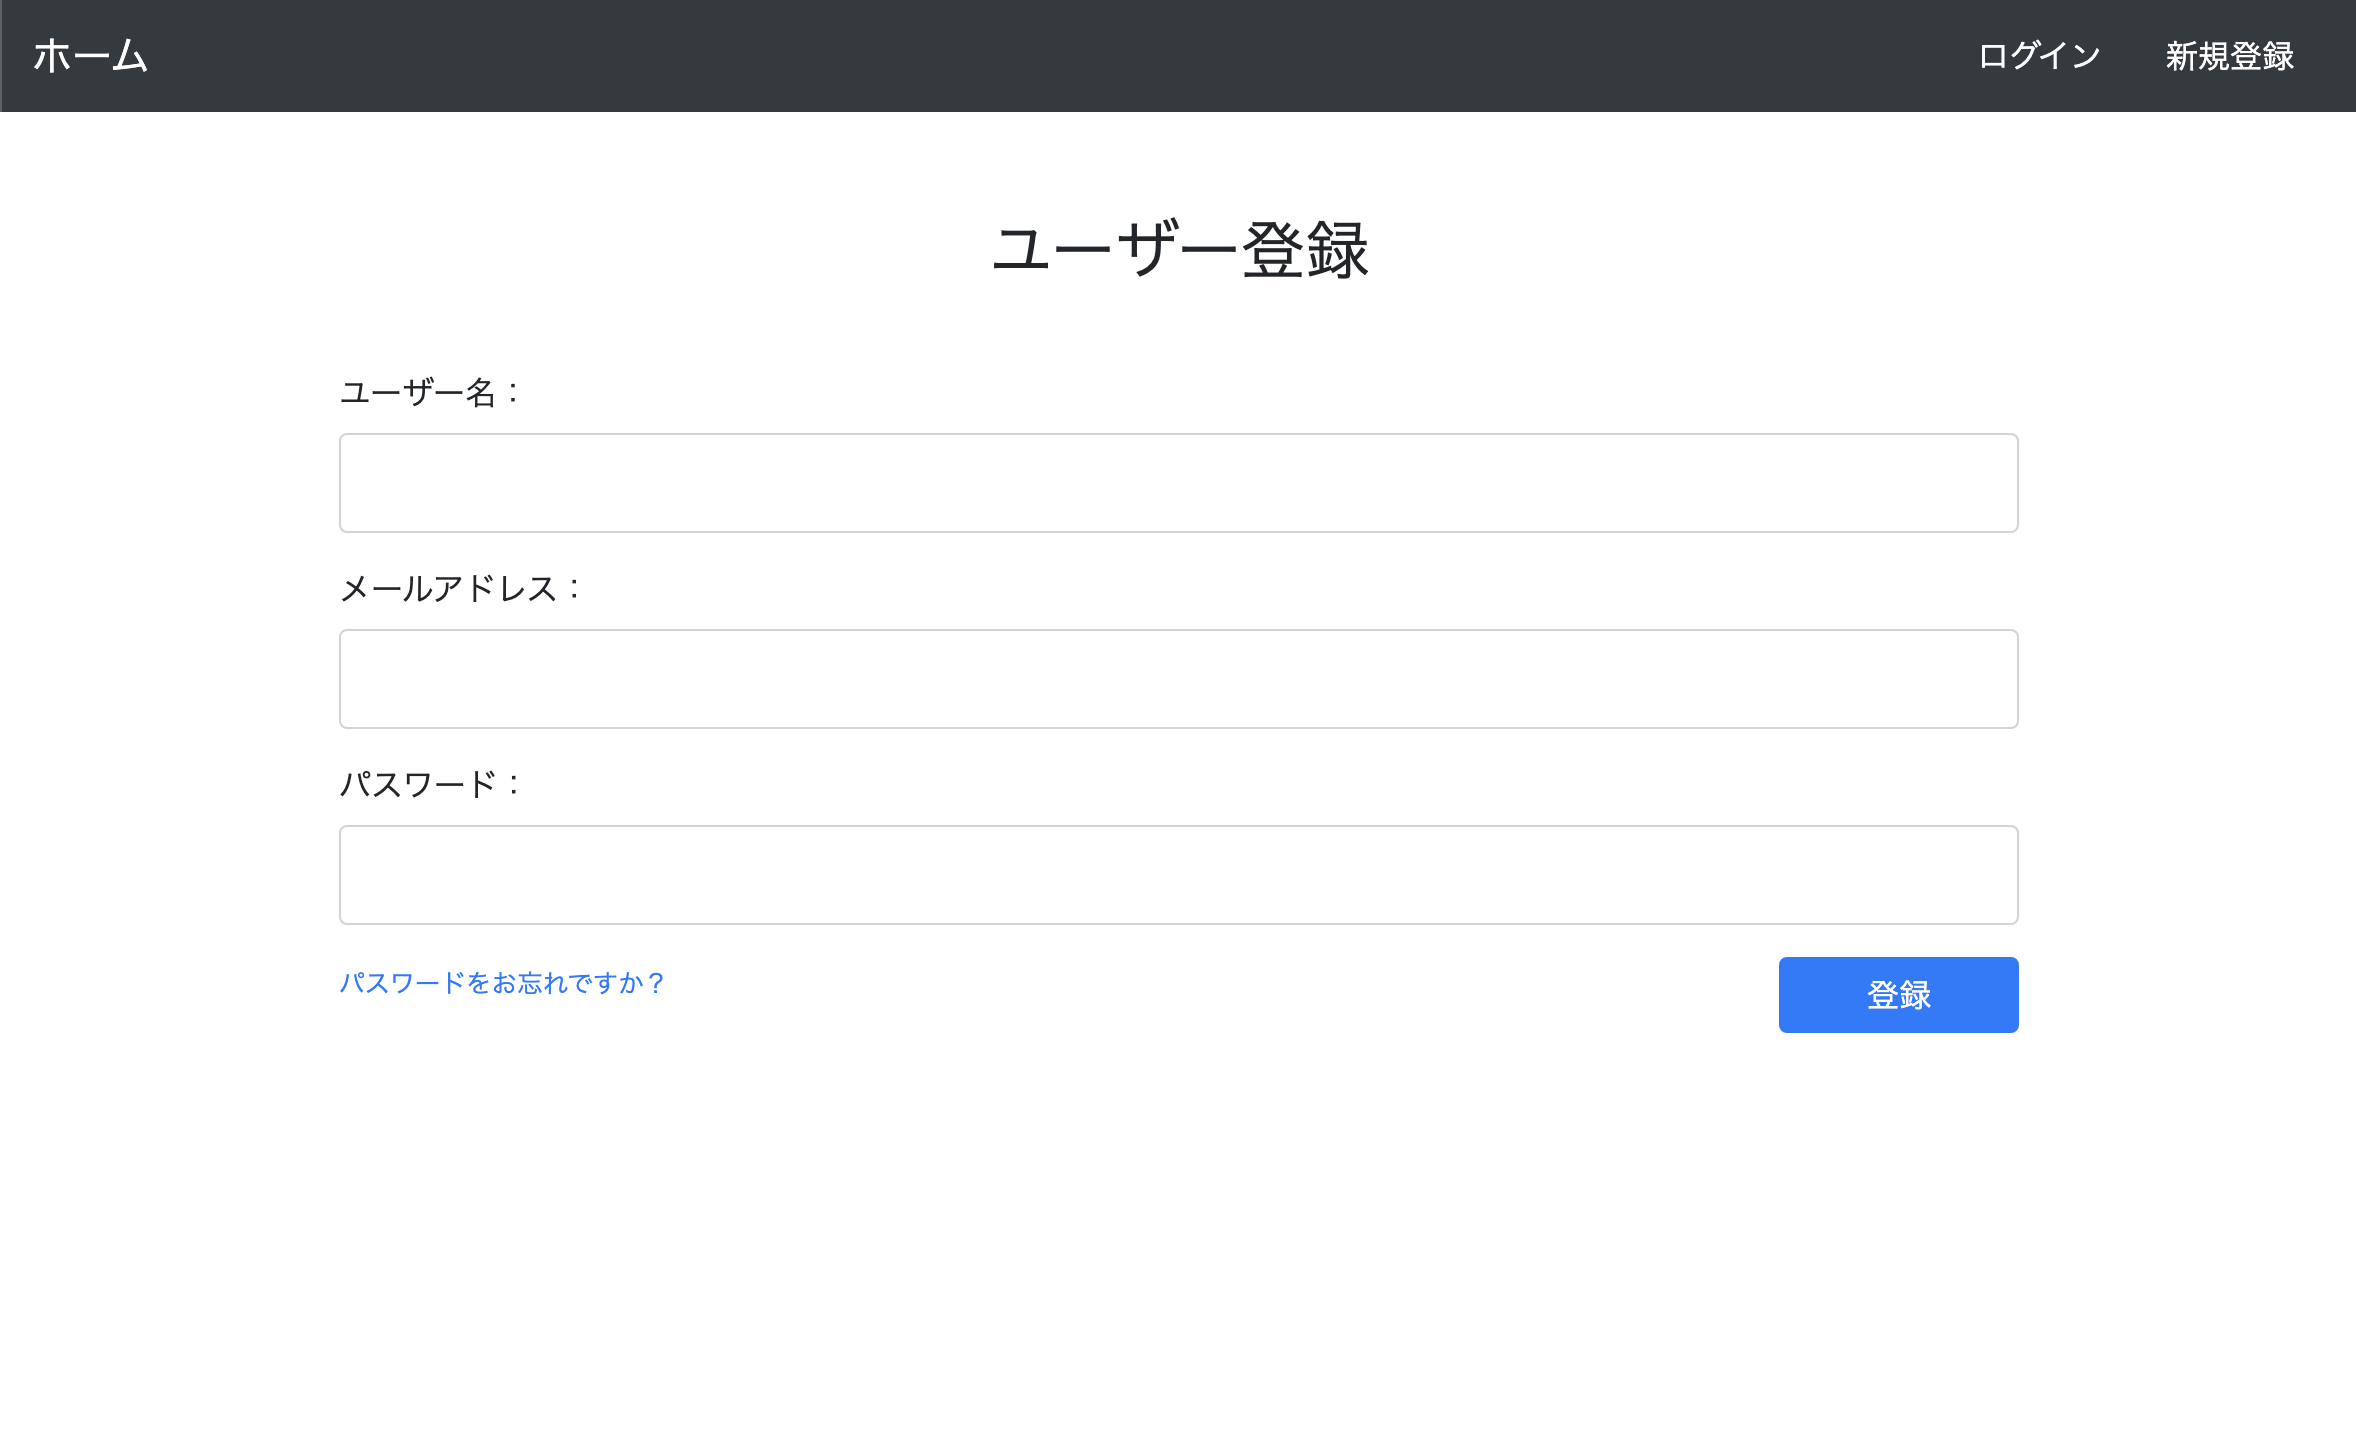 ホーム
ログイン 新規登録
ユーザー登録
ユーザー名：
メールアドレス：
パスワード：
パスワードをお忘れですか？
登録